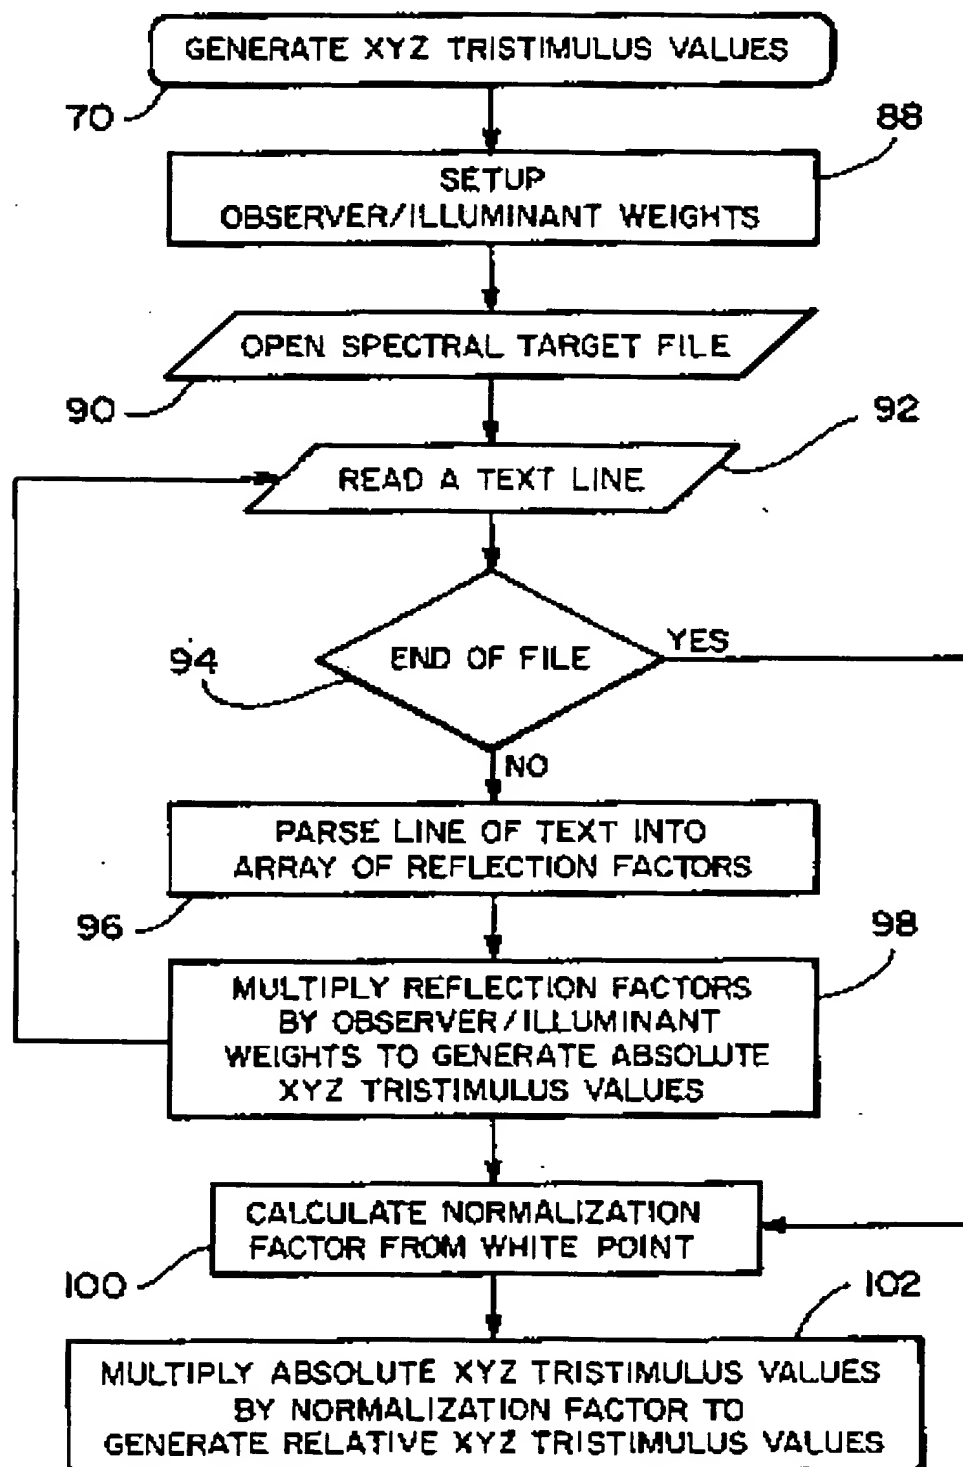 GENERATE XYZ TRISTIMULUS VALUES
70
88
SETUP
OBSERVER/ILLUMINANT WEIGHTS
OPEN SPECTRAL TARGET FILE
90
92
READ A TEXT LINE
94
END OF FILE
YES
NO
PARSE LINE OF TEXT INTO
ARRAY OF REFLECTION FACTORS
96
98
MULTIPLY REFLECTION FACTORS
BY OBSERVER/ILLUMINANT
WEIGHTS TO GENERATE ABSOLUTE
XYZ TRISTIMULUS VALUES
CALCULATE NORMALIZATION
FACTOR FROM WHITE POINT
100
102
MULTIPLY ABSOLUTE XYZ TRISTIMULUS VALUES
BY NORMALIZATION FACTOR TO
GENERATE RELATIVE XYZ TRISTIMULUS VALUES